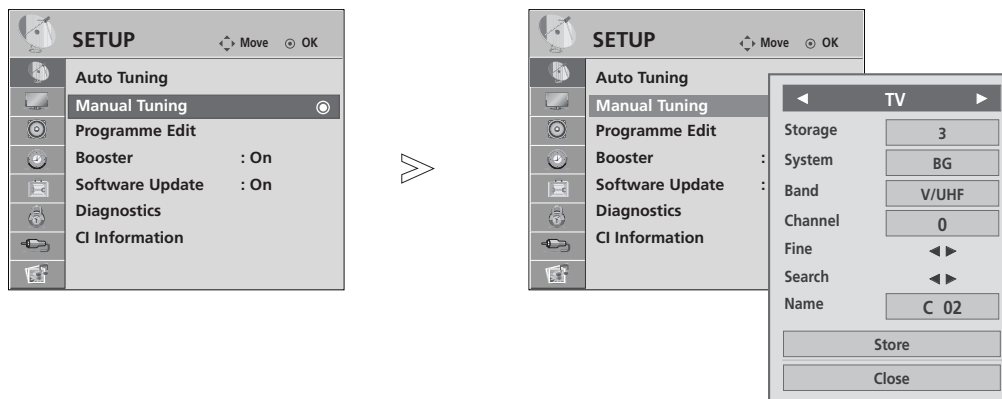 SETUP Move OK
Auto Tuning
Manual Tuning
Programme Edit
Booster : On
Software Update : On
Diagnostics
CI Information
SETUP Move OK
Auto Tuning
Manual Tuning
Programme Edit
Booster :
Software Update :
Diagnostics
CI Information
◄ TV ►
Storage 3
System BG
Band V/UHF
Channel 0
Fine ◄ ►
Search ◄ ►
Name C 02
Store
Close